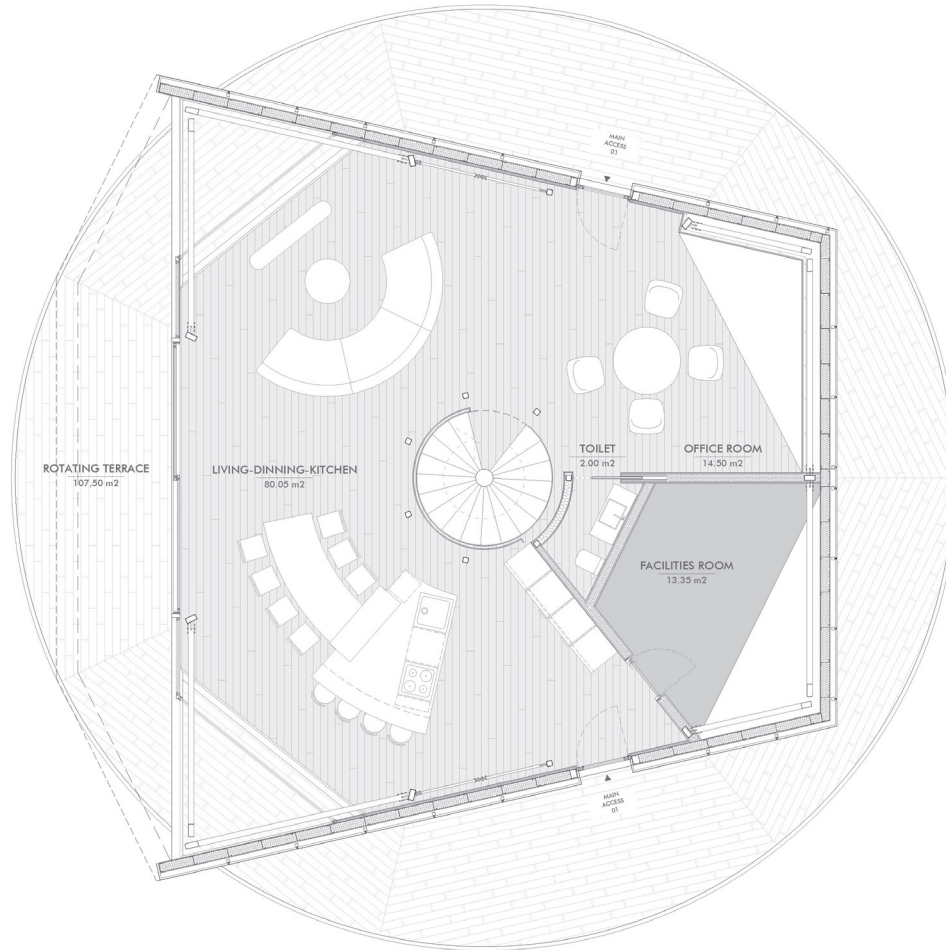 MAIN
ACCESS
01
ROTATING TERRACE
107,50 m2
LIVING-DINNING-KITCHEN
80.05 m2
TOILET
2.00 m2
OFFICE ROOM
14.50 m2
FACILITIES ROOM
13.35 m2
MAIN
ACCESS
01